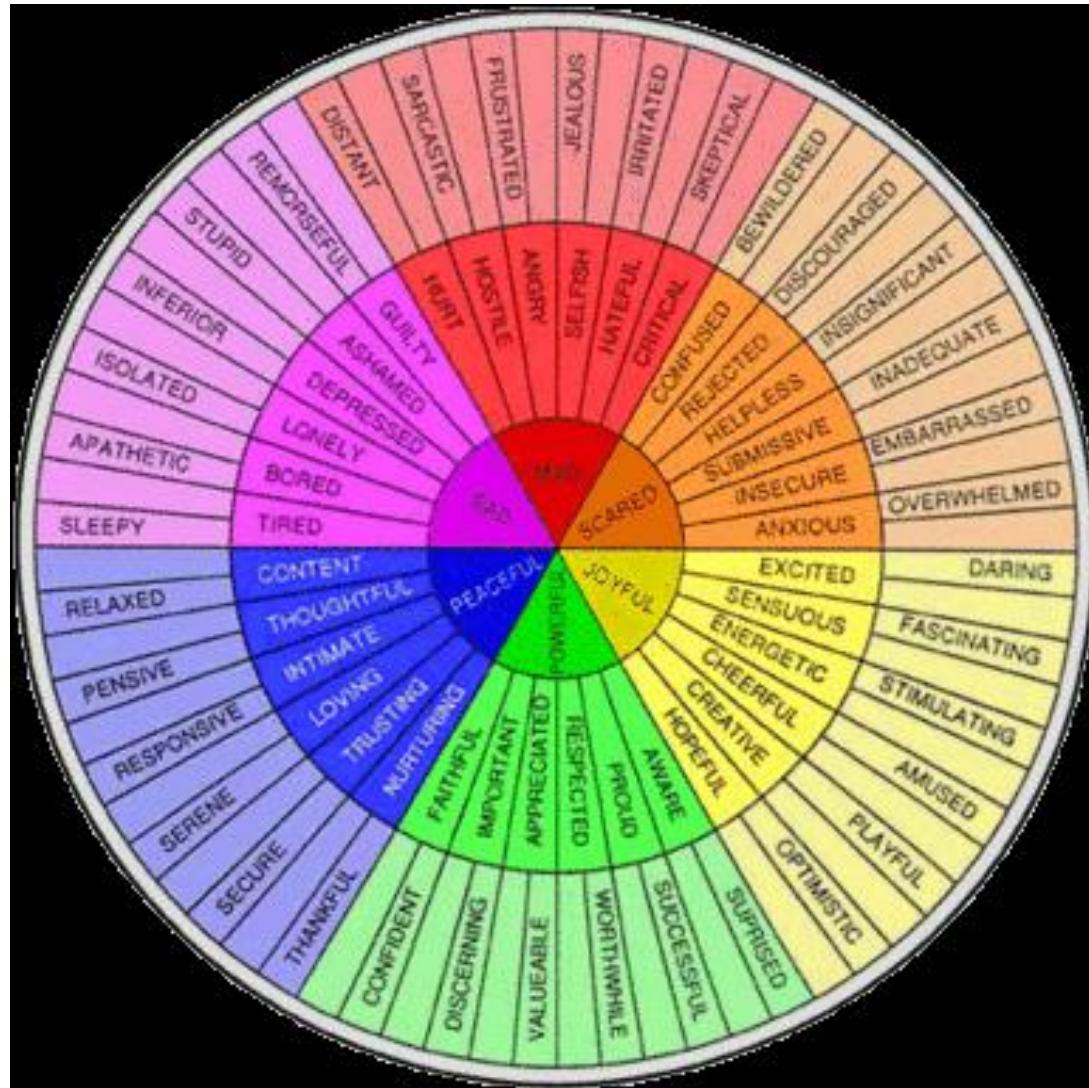 MAD
SCARED
JOYFUL
POWERFUL
PEACEFUL
SAD
HURT
HOSTILE
ANGRY
SELFISH
HATEFUL
CRITICAL
CONFUSED
REJECTED
HELPLESS
SUBMISSIVE
INSECURE
ANXIOUS
EXCITED
SENSUOUS
ENERGETIC
CHEERFUL
CREATIVE
HOPEFUL
AWARE
PROUD
RESPECTED
APPRECIATED
IMPORTANT
FAITHFUL
NURTURING
TRUSTING
LOVING
INTIMATE
THOUGHTFUL
CONTENT
TIRED
BORED
LONELY
DEPRESSED
ASHAMED
GUILTY
DISTANT
SARCASTIC
FRUSTRATED
JEALOUS
IRRITATED
SKEPTICAL
BEWILDERED
DISCOURAGED
INSIGNIFICANT
INADEQUATE
EMBARRASSED
OVERWHELMED
DARING
FASCINATING
STIMULATING
AMUSED
PLAYFUL
OPTIMISTIC
SUPRISED
SUCCESSFUL
WORTHWHILE
VALUEABLE
DISCERNING
CONFIDENT
THANKFUL
SECURE
SERENE
RESPONSIVE
PENSIVE
RELAXED
SLEEPY
APATHETIC
ISOLATED
INFERIOR
STUPID
REMORSEFUL